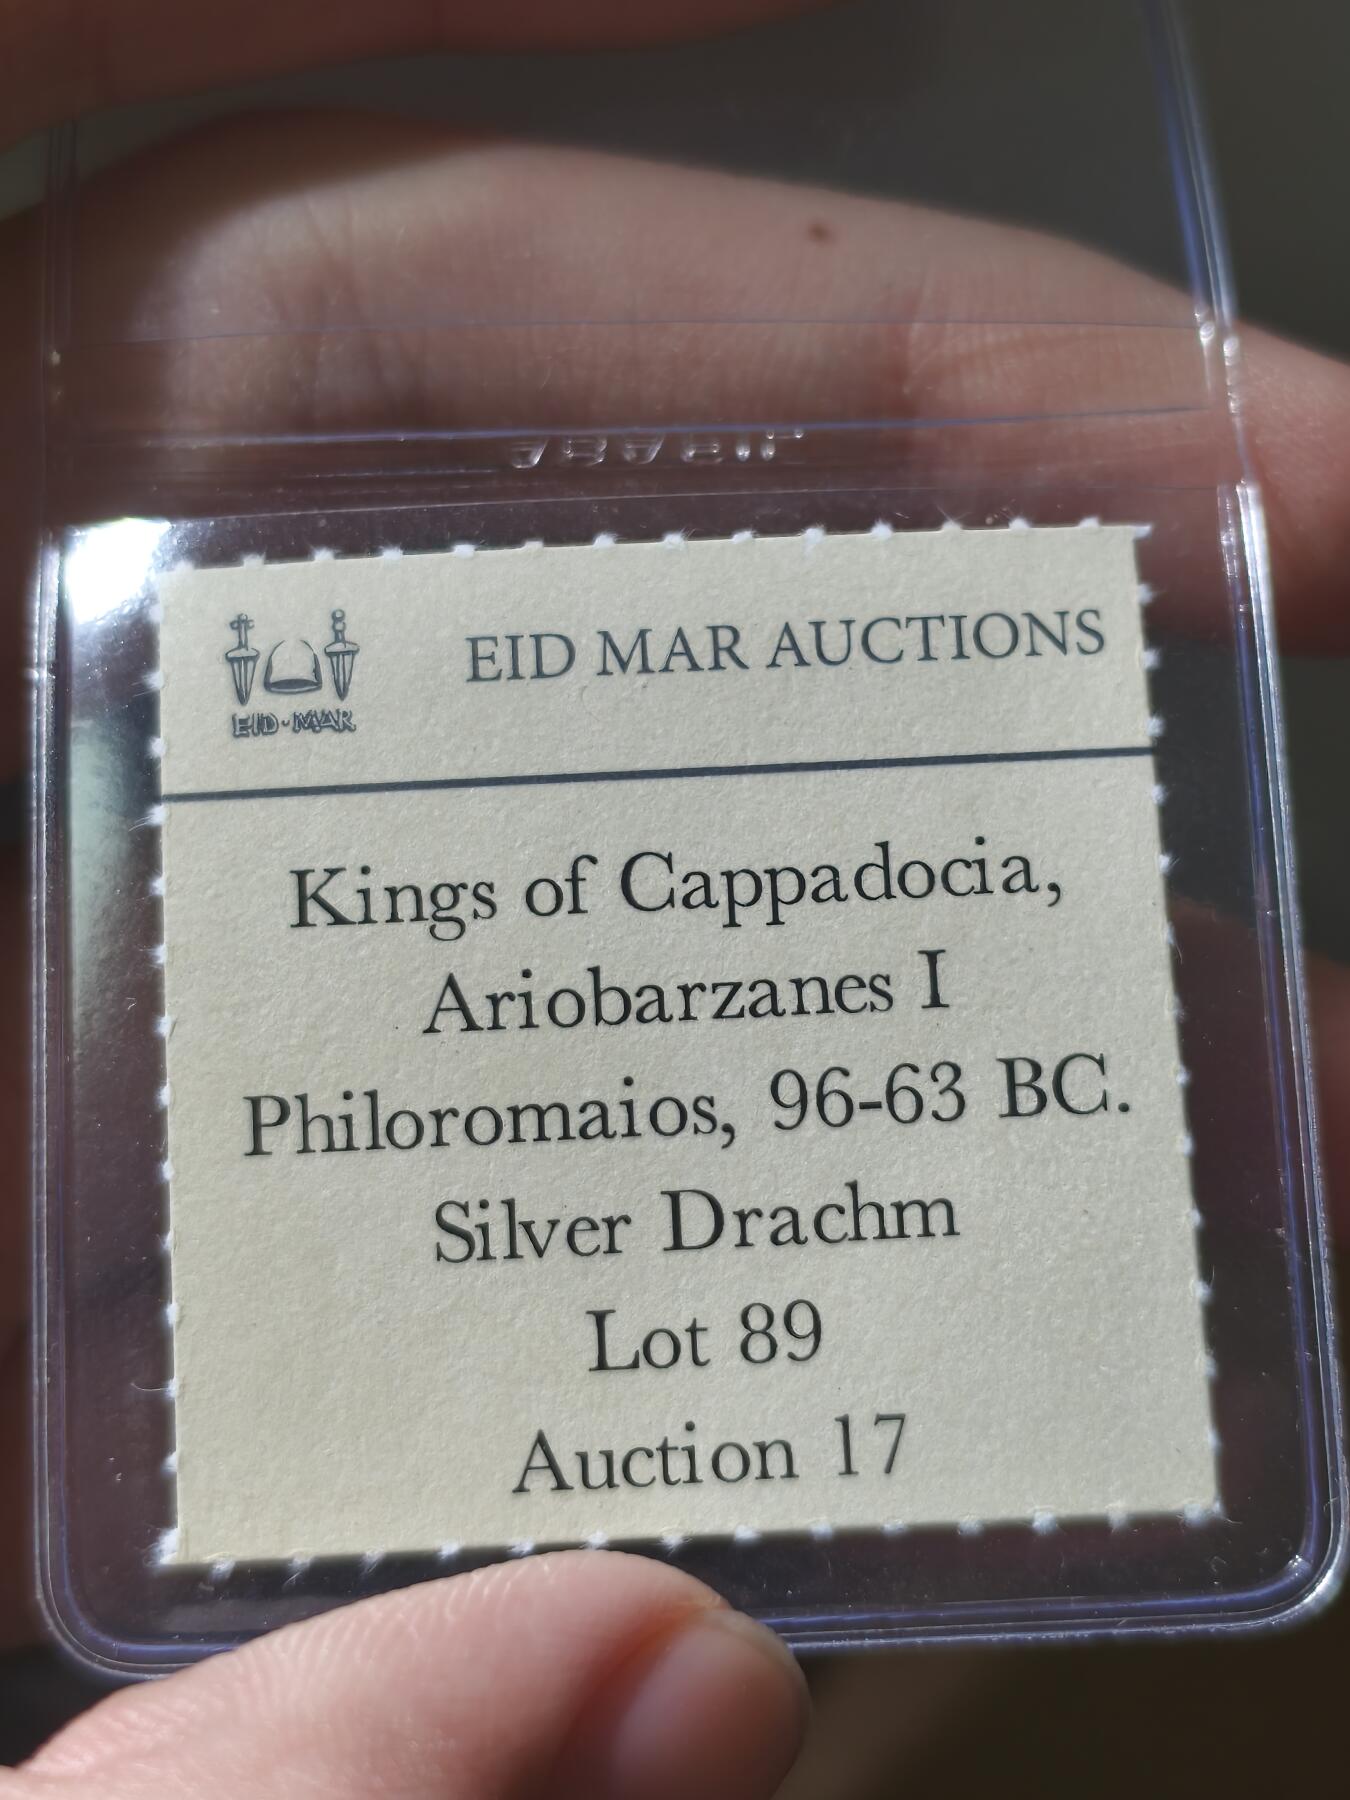 EID MAR AUCTIONS
EID·MAR
Kings of Cappadocia,
Ariobarzanes I
Philoromaios, 96-63 BC.
Silver Drachm
Lot 89
Auction 17